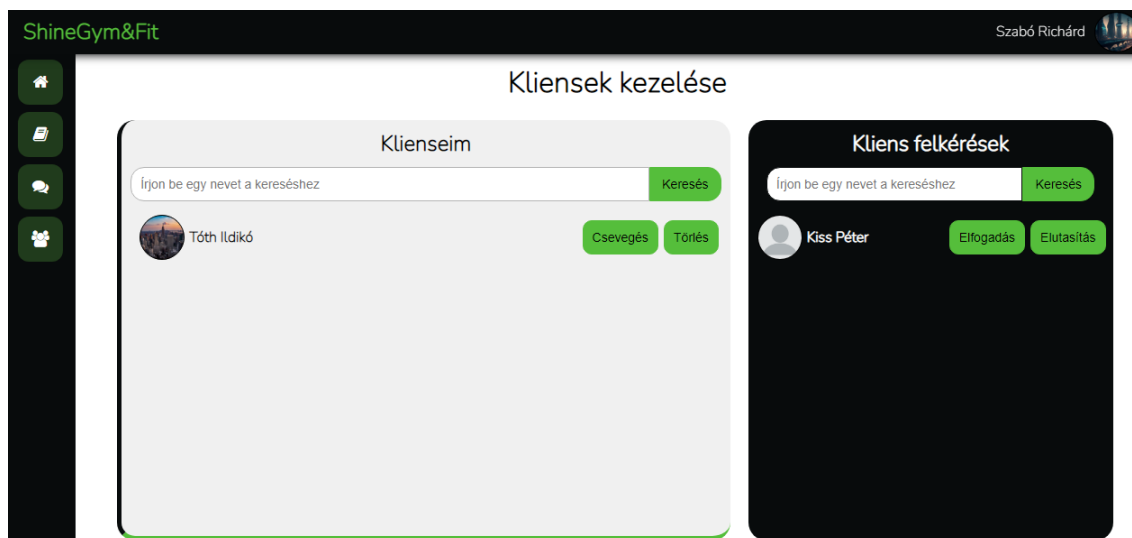 ShineGym&Fit
Szabó Richárd
Kliensek kezelése
Klienseim
Írjon be egy nevet a kereséshez
Keresés
Tóth Ildikó
Csevegés
Törlés
Kliens felkérések
Írjon be egy nevet a kereséshez
Keresés
Kiss Péter
Elfogadás
Elutasítás